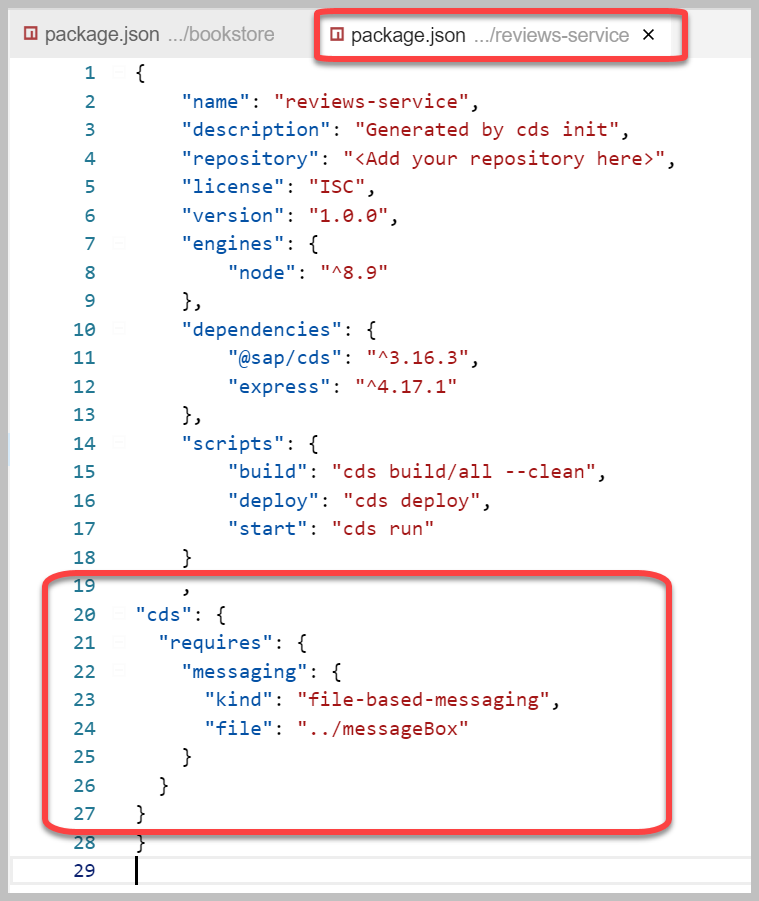 package.json .../bookstore
package.json .../reviews-service ×
1 {
2     "name": "reviews-service",
3     "description": "Generated by cds init",
4     "repository": "<Add your repository here>",
5     "license": "ISC",
6     "version": "1.0.0",
7     "engines": {
8         "node": "^8.9"
9     },
10     "dependencies": {
11         "@sap/cds": "^3.16.3",
12         "express": "^4.17.1"
13     },
14     "scripts": {
15         "build": "cds build/all --clean",
16         "deploy": "cds deploy",
17         "start": "cds run"
18     }
19     ,
20 "cds": {
21   "requires": {
22     "messaging": {
23       "kind": "file-based-messaging",
24       "file": "../messageBox"
25     }
26   }
27 }
28 }
29